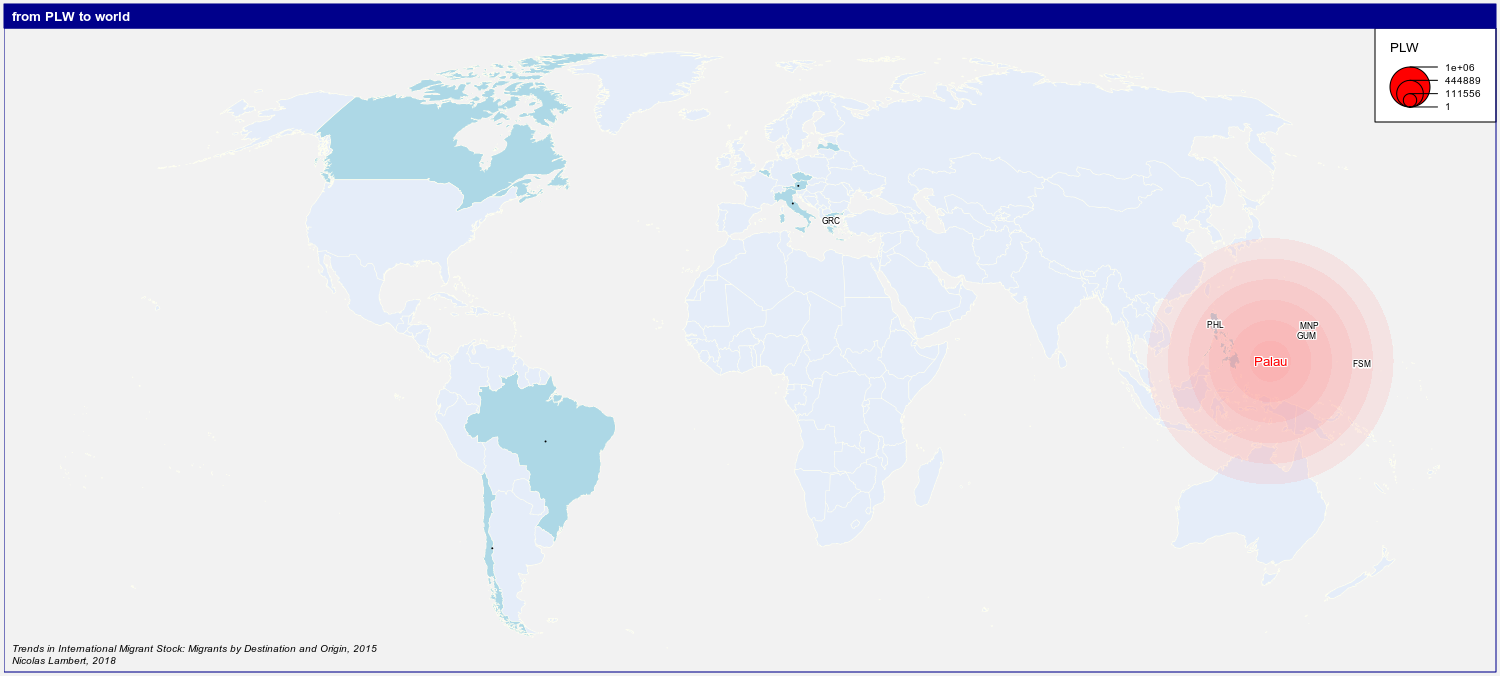 from PLW to world
PLW
1e+06
444889
111556
1
GRC
PHL
MNP
GUM
Palau
FSM
Trends in International Migrant Stock: Migrants by Destination and Origin, 2015
Nicolas Lambert, 2018